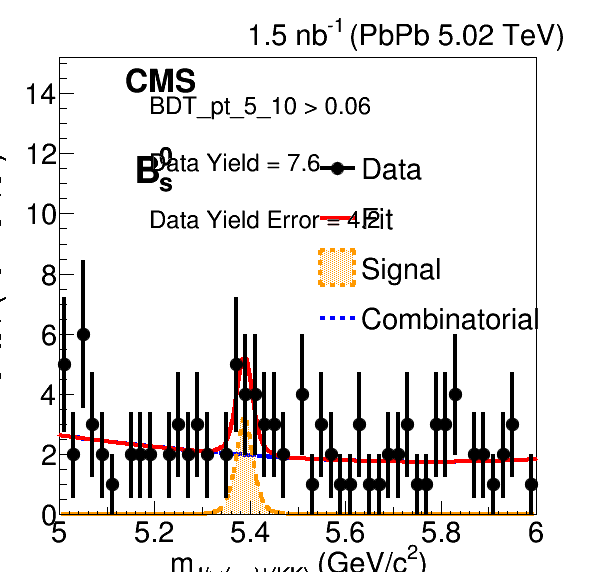 1.5 nb⁻¹ (PbPb 5.02 TeV)
CMS
BDT_pt_5_10 > 0.06
B⁰ₛ
Data Yield = 7.6
Data Yield Error = 4.2
Data
Fit
Signal
Combinatorial
14
12
10
8
6
4
2
0
5 5.2 5.4 5.6 5.8 6
m (GeV/c²)